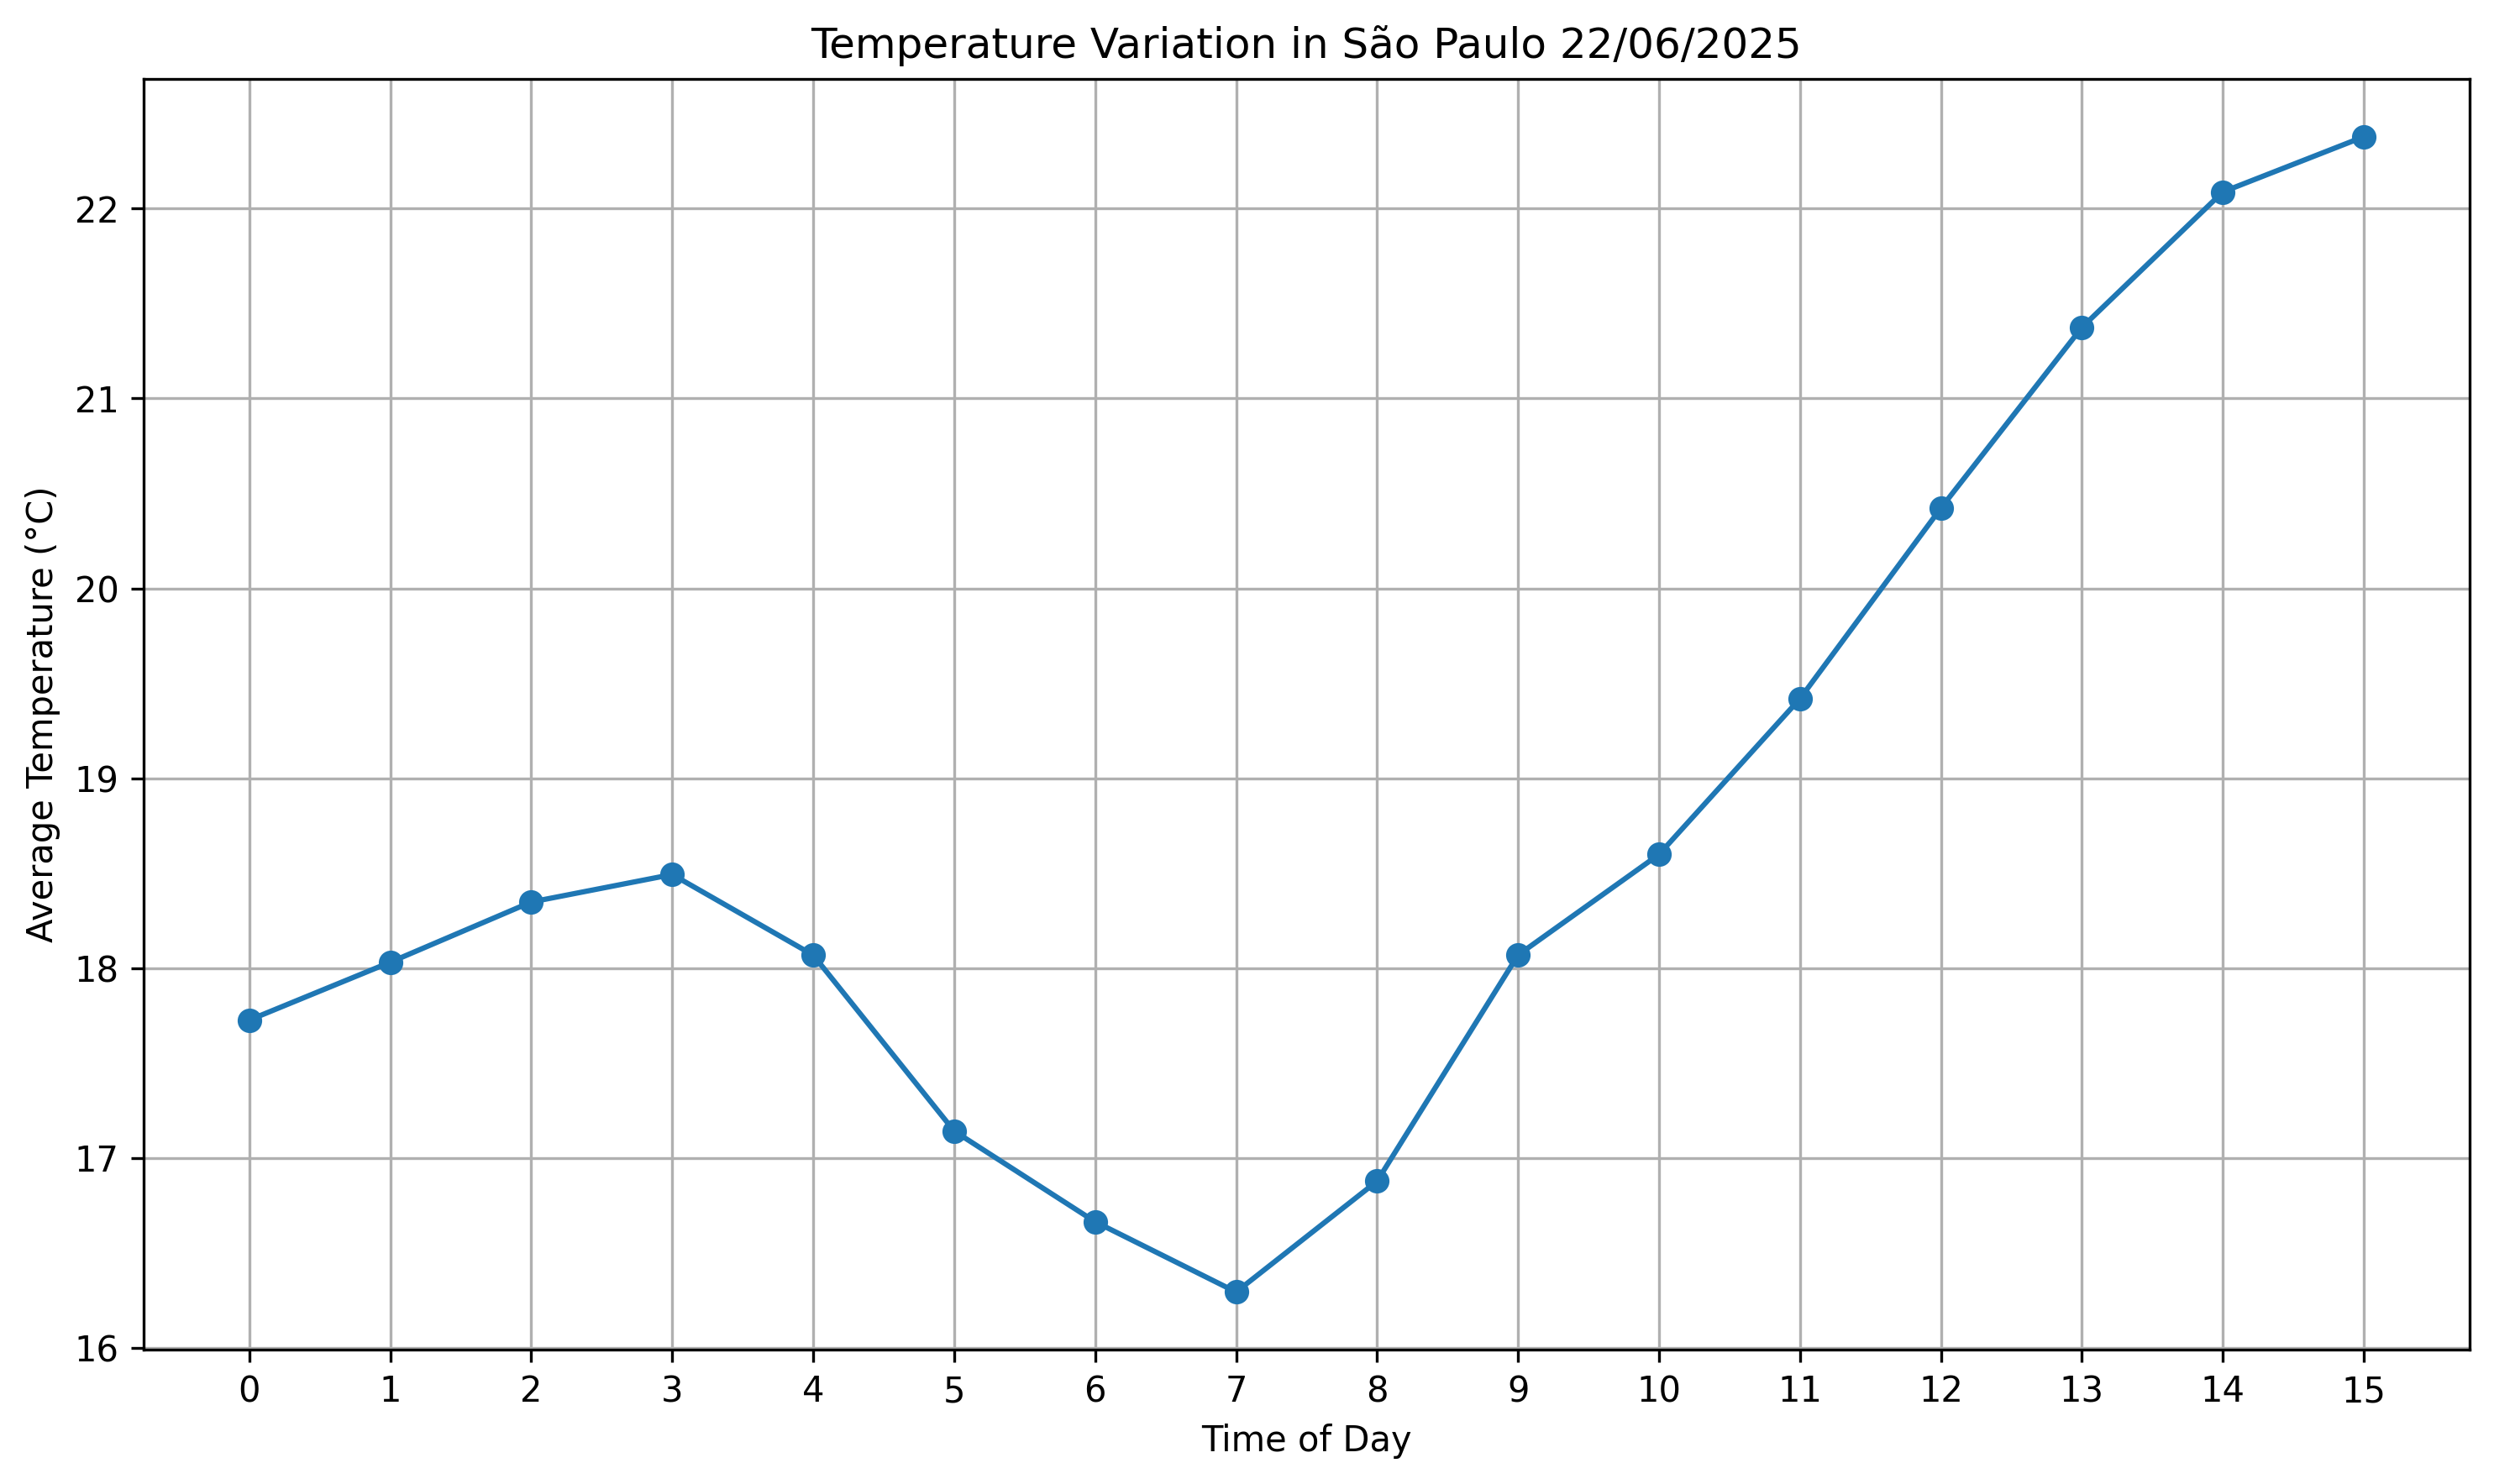 Temperature Variation in São Paulo 22/06/2025
Average Temperature (°C)
22
21
20
19
18
17
16
0 1 2 3 4 5 6 7 8 9 10 11 12 13 14 15
Time of Day